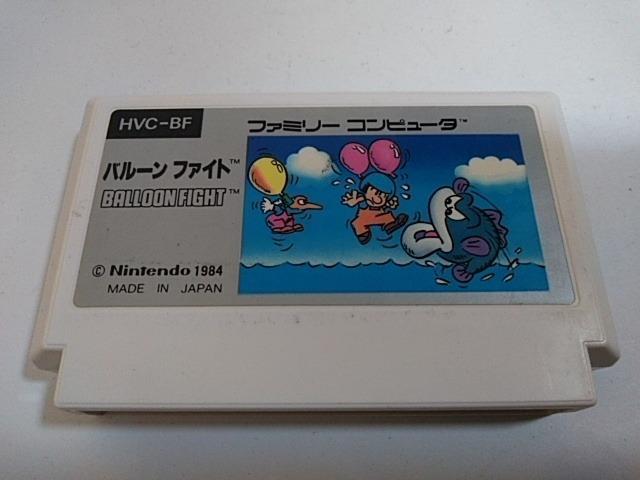 HVC-BF
ファミリー コンピュータ™
バルーン ファイト™
BALLOON FIGHT™
© Nintendo 1984
MADE IN JAPAN